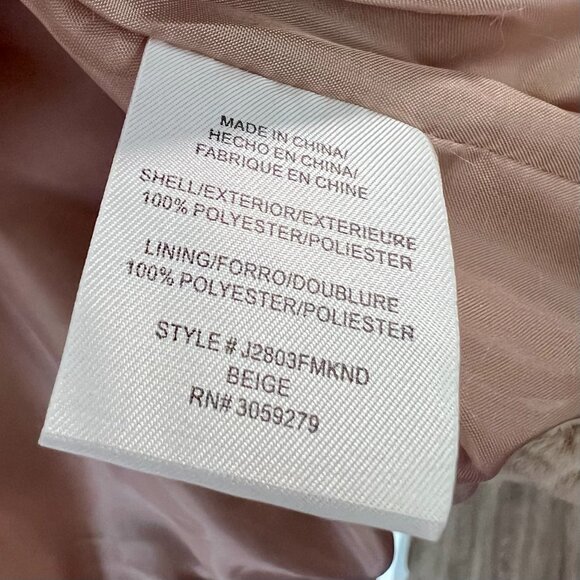 MADE IN CHINA/
HECHO EN CHINA/
FABRIQUE EN CHINE
SHELL/EXTERIOR/EXTERIEURE
100% POLYESTER/POLIESTER
LINING/FORRO/DOUBLURE
100% POLYESTER/POLIESTER
STYLE # J2803FMKND
BEIGE
RN# 3059279